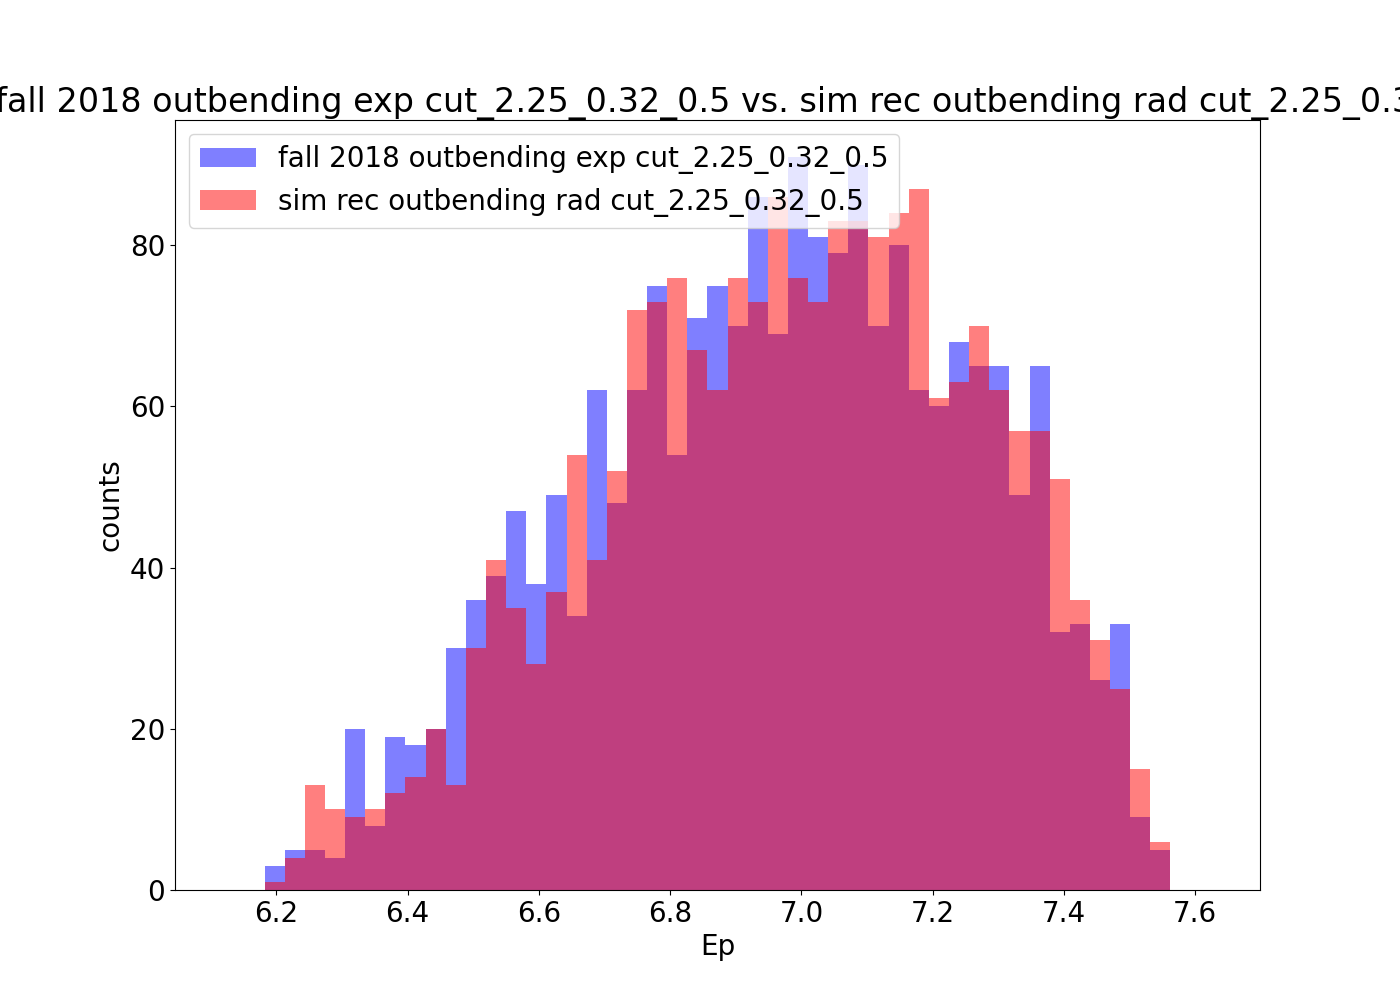 fall 2018 outbending exp cut_2.25_0.32_0.5 vs. sim rec outbending rad cut_2.25_0.3
fall 2018 outbending exp cut_2.25_0.32_0.5
sim rec outbending rad cut_2.25_0.32_0.5
80
60
40
20
0
counts
6.2 6.4 6.6 6.8 7.0 7.2 7.4 7.6
Ep